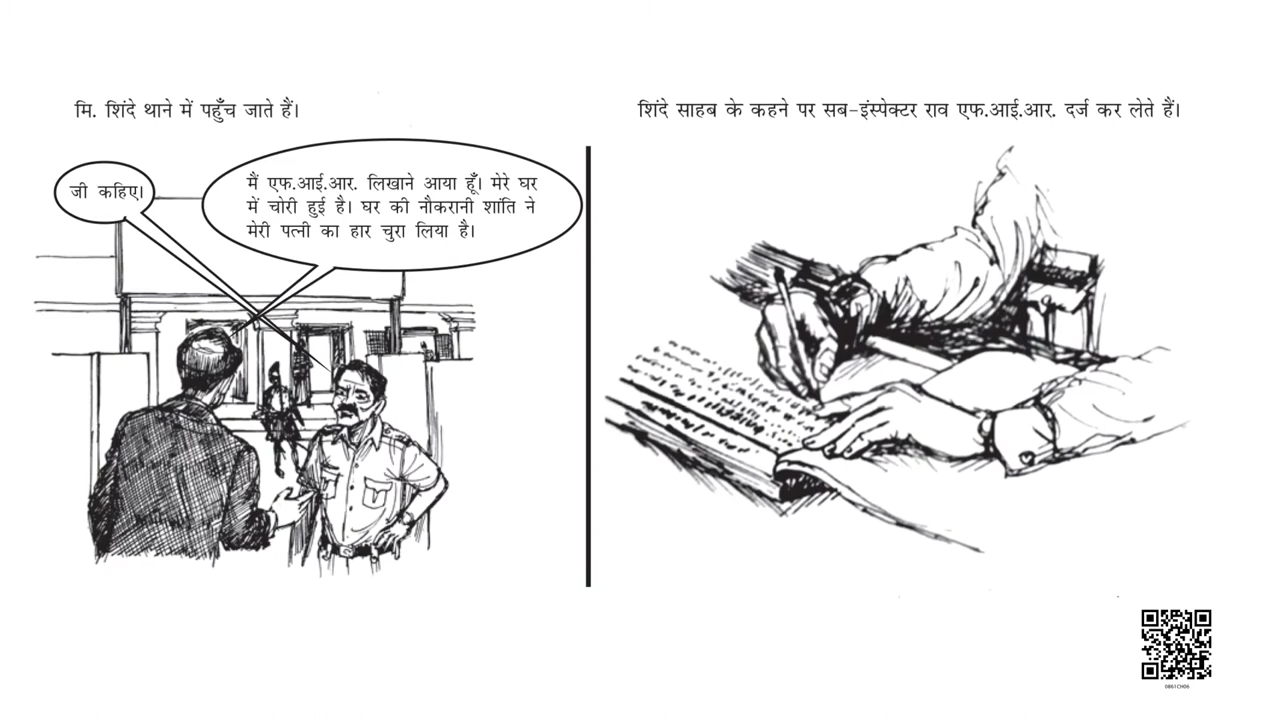 मि. शिंदे थाने में पहुँच जाते हैं।
जी कहिए।
मैं एफ.आई.आर. लिखाने आया हूँ। मेरे घर
में चोरी हुई है। घर की नौकरानी शांति ने
मेरी पत्नी का हार चुरा लिया है।
शिंदे साहब के कहने पर सब-इंस्पेक्टर राव एफ.आई.आर. दर्ज कर लेते हैं।
0861CH06